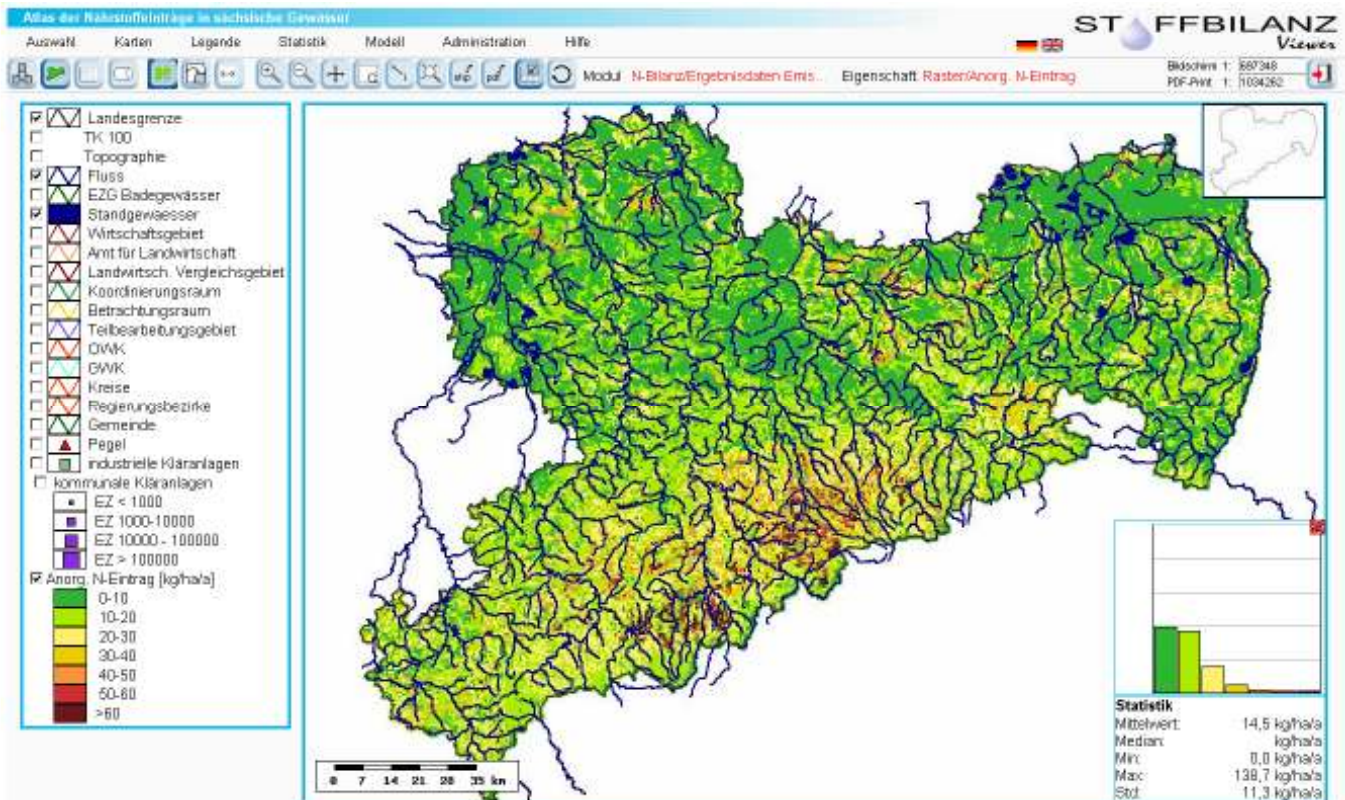 Atlas der Nährstoffeinträge in sächsische Gewässer
STOFFBILANZ
Viewer
Auswahl Karten Legende Statistik Modell Administration Hilfe
Modul N-Bilanz/Ergebnisdaten Emis... Eigenschaft Raster/Anorg. N-Eintrag
Bildschirm 1: 687348
PDF-Print 1: 1034262
Landesgrenze
TK 100
Topographie
Fluss
EZG Badegewässer
Standgewaesser
Wirtschaftsgebiet
Amt für Landwirtschaft
Landwirtsch. Vergleichsgebiet
Koordinierungsraum
Betrachtungsraum
Teilbearbeitungsgebiet
OWK
GWK
Kreise
Regierungsbezirke
Gemeinde
Pegel
industrielle Kläranlagen
kommunale Kläranlagen
EZ < 1000
EZ 1000-10000
EZ 10000 - 100000
EZ > 100000
Anorg. N-Eintrag [kg/ha/a]
0-10
10-20
20-30
30-40
40-50
50-60
>60
0 7 14 21 28 35 km
Statistik
Mittelwert: 14,5 kg/ha/a
Median: kg/ha/a
Min: 0,0 kg/ha/a
Max: 138,7 kg/ha/a
Std: 11,3 kg/ha/a